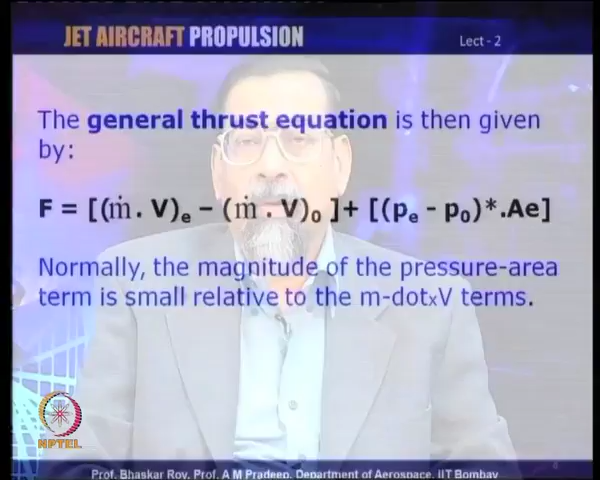 JET AIRCRAFT PROPULSION
Lect - 2
The general thrust equation is then given
by:
F = [(ṁ . V)e – (ṁ . V)0 ]+ [(pe - p0)*.Ae]
Normally, the magnitude of the pressure-area
term is small relative to the m-dotxV terms.
NPTEL
Prof. Bhaskar Roy, Prof. A M Pradeep, Department of Aerospace, IIT Bombay
4